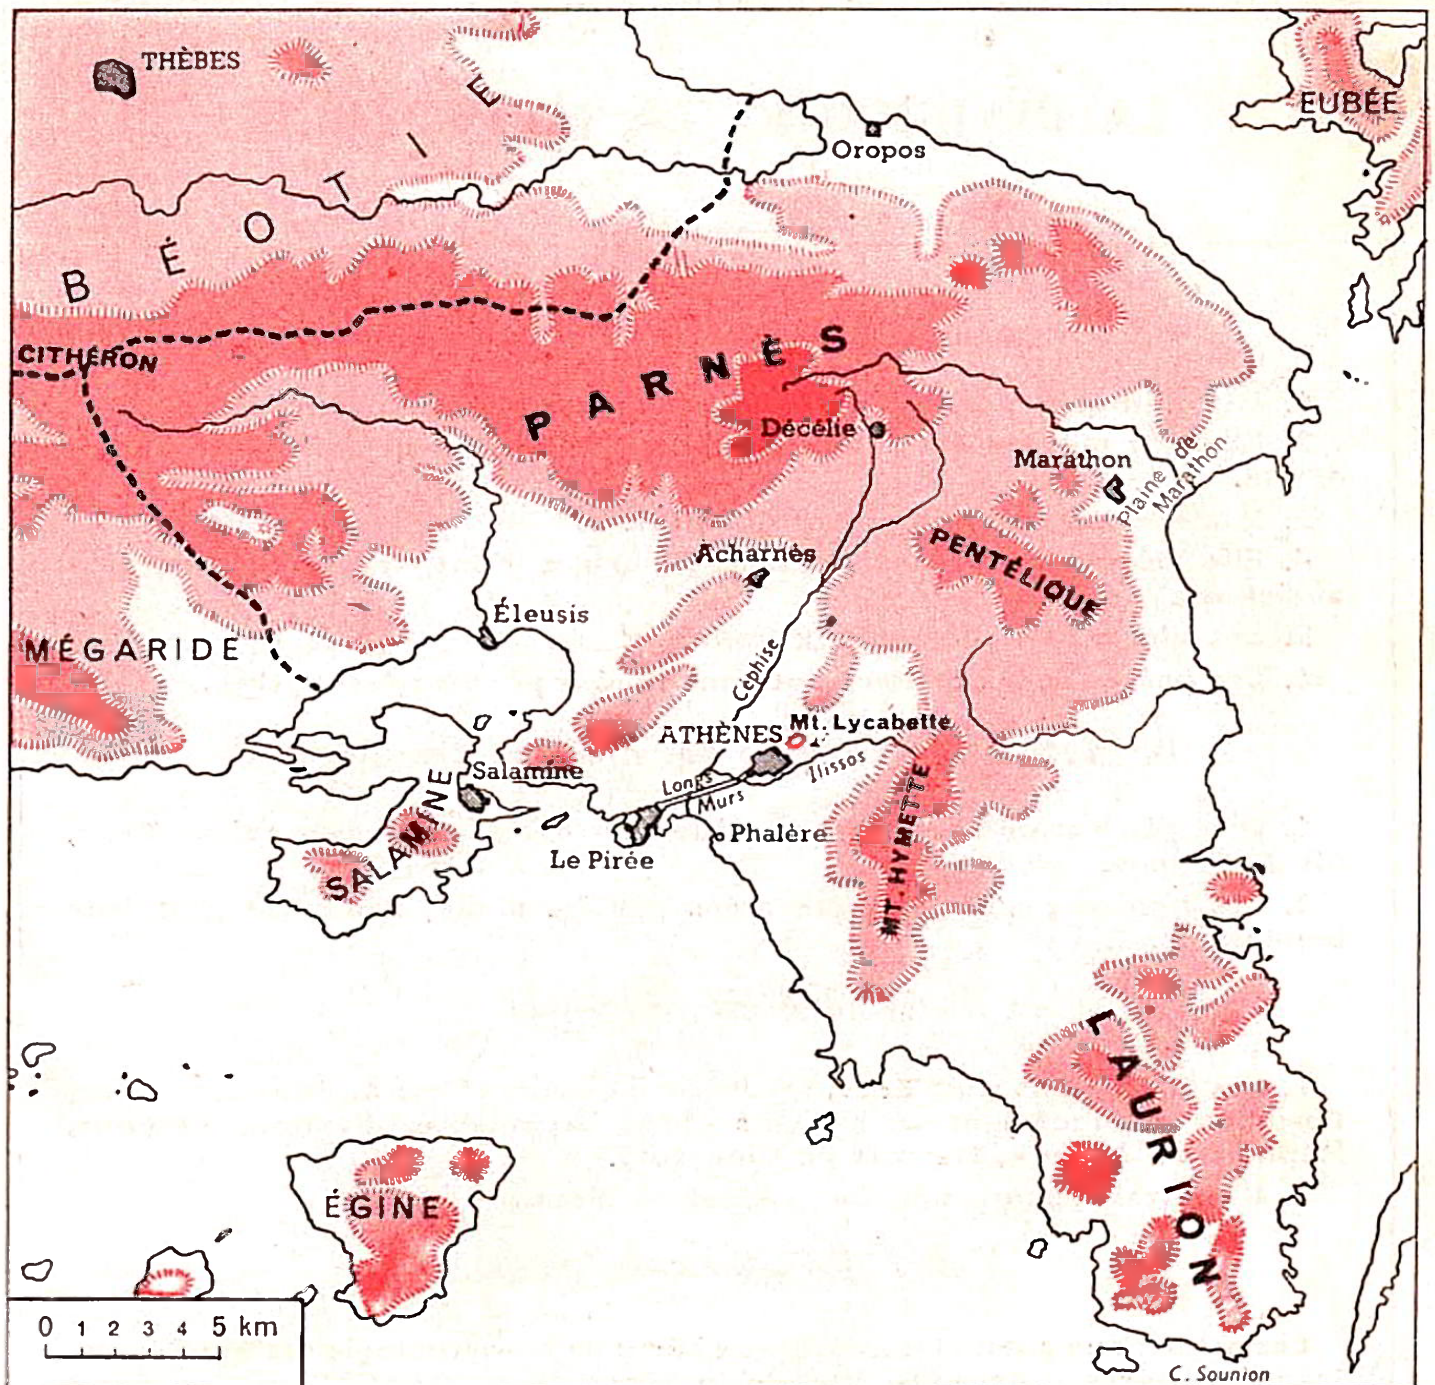 THÈBES
EUBÉE
Oropos
BÉOTIE
CITHÉRON
PARNÈS
Décélie
Marathon
Plaine de
Marathon
PENTÉLIQUE
Acharnès
Éleusis
MÉGARIDE
Céphise
ATHÈNES
Mt. Lycabette
Ilissos
Longs
Murs
Salamine
SALAMINE
Phalère
Le Pirée
MT. HYMETTE
LAURION
ÉGINE
0 1 2 3 4 5 km
C. Sounion